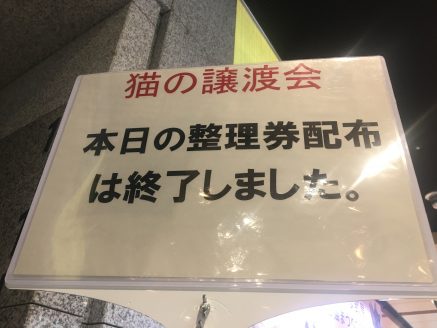 猫の譲渡会
本日の整理券配布
は終了しました。